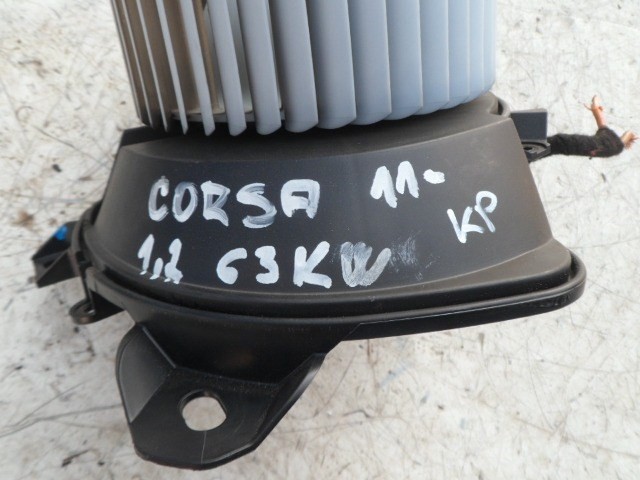 CORSA 11-
KP
1,2 63KW